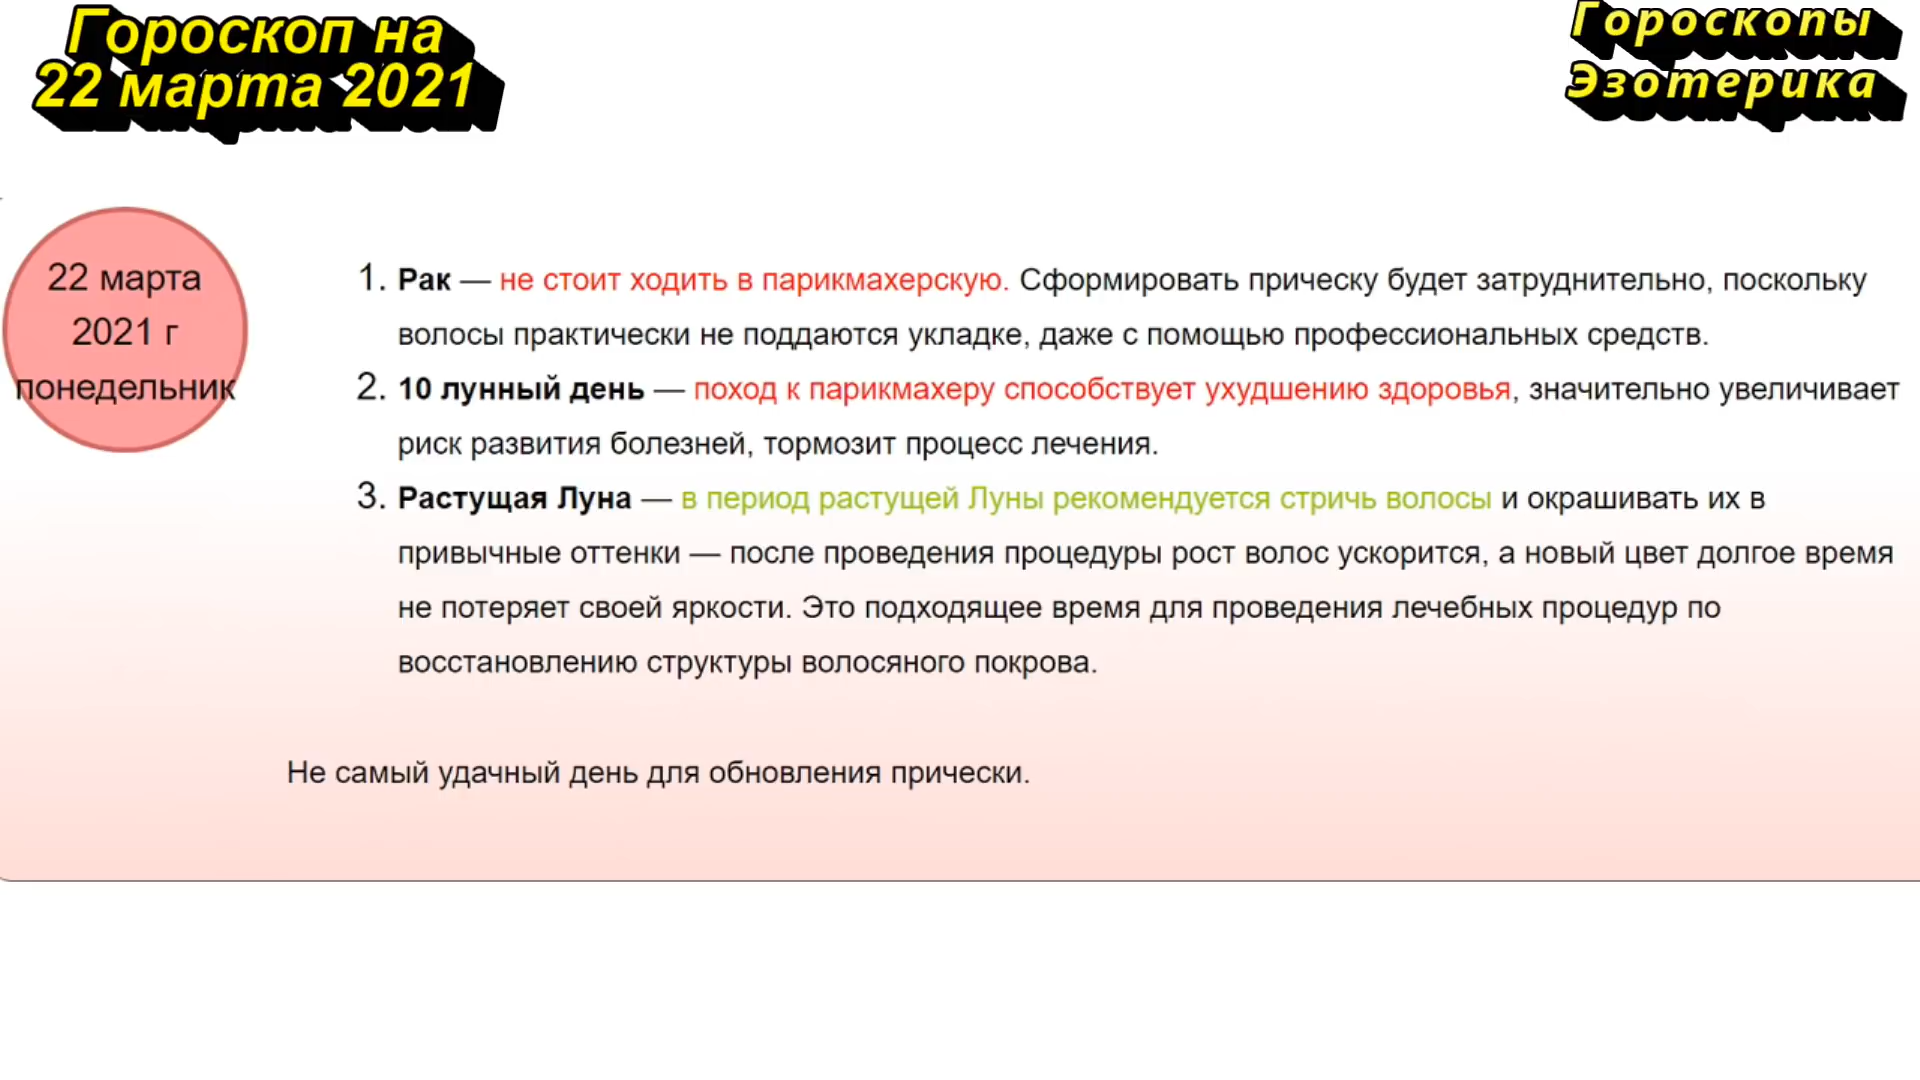 Гороскоп на
22 марта 2021
Гороскопы
Эзотерика
22 марта
2021 г
понедельник
1. Рак — не стоит ходить в парикмахерскую. Сформировать прическу будет затруднительно, поскольку
волосы практически не поддаются укладке, даже с помощью профессиональных средств.
2. 10 лунный день — поход к парикмахеру способствует ухудшению здоровья, значительно увеличивает
риск развития болезней, тормозит процесс лечения.
3. Растущая Луна — в период растущей Луны рекомендуется стричь волосы и окрашивать их в
привычные оттенки — после проведения процедуры рост волос ускорится, а новый цвет долгое время
не потеряет своей яркости. Это подходящее время для проведения лечебных процедур по
восстановлению структуры волосяного покрова.
Не самый удачный день для обновления прически.